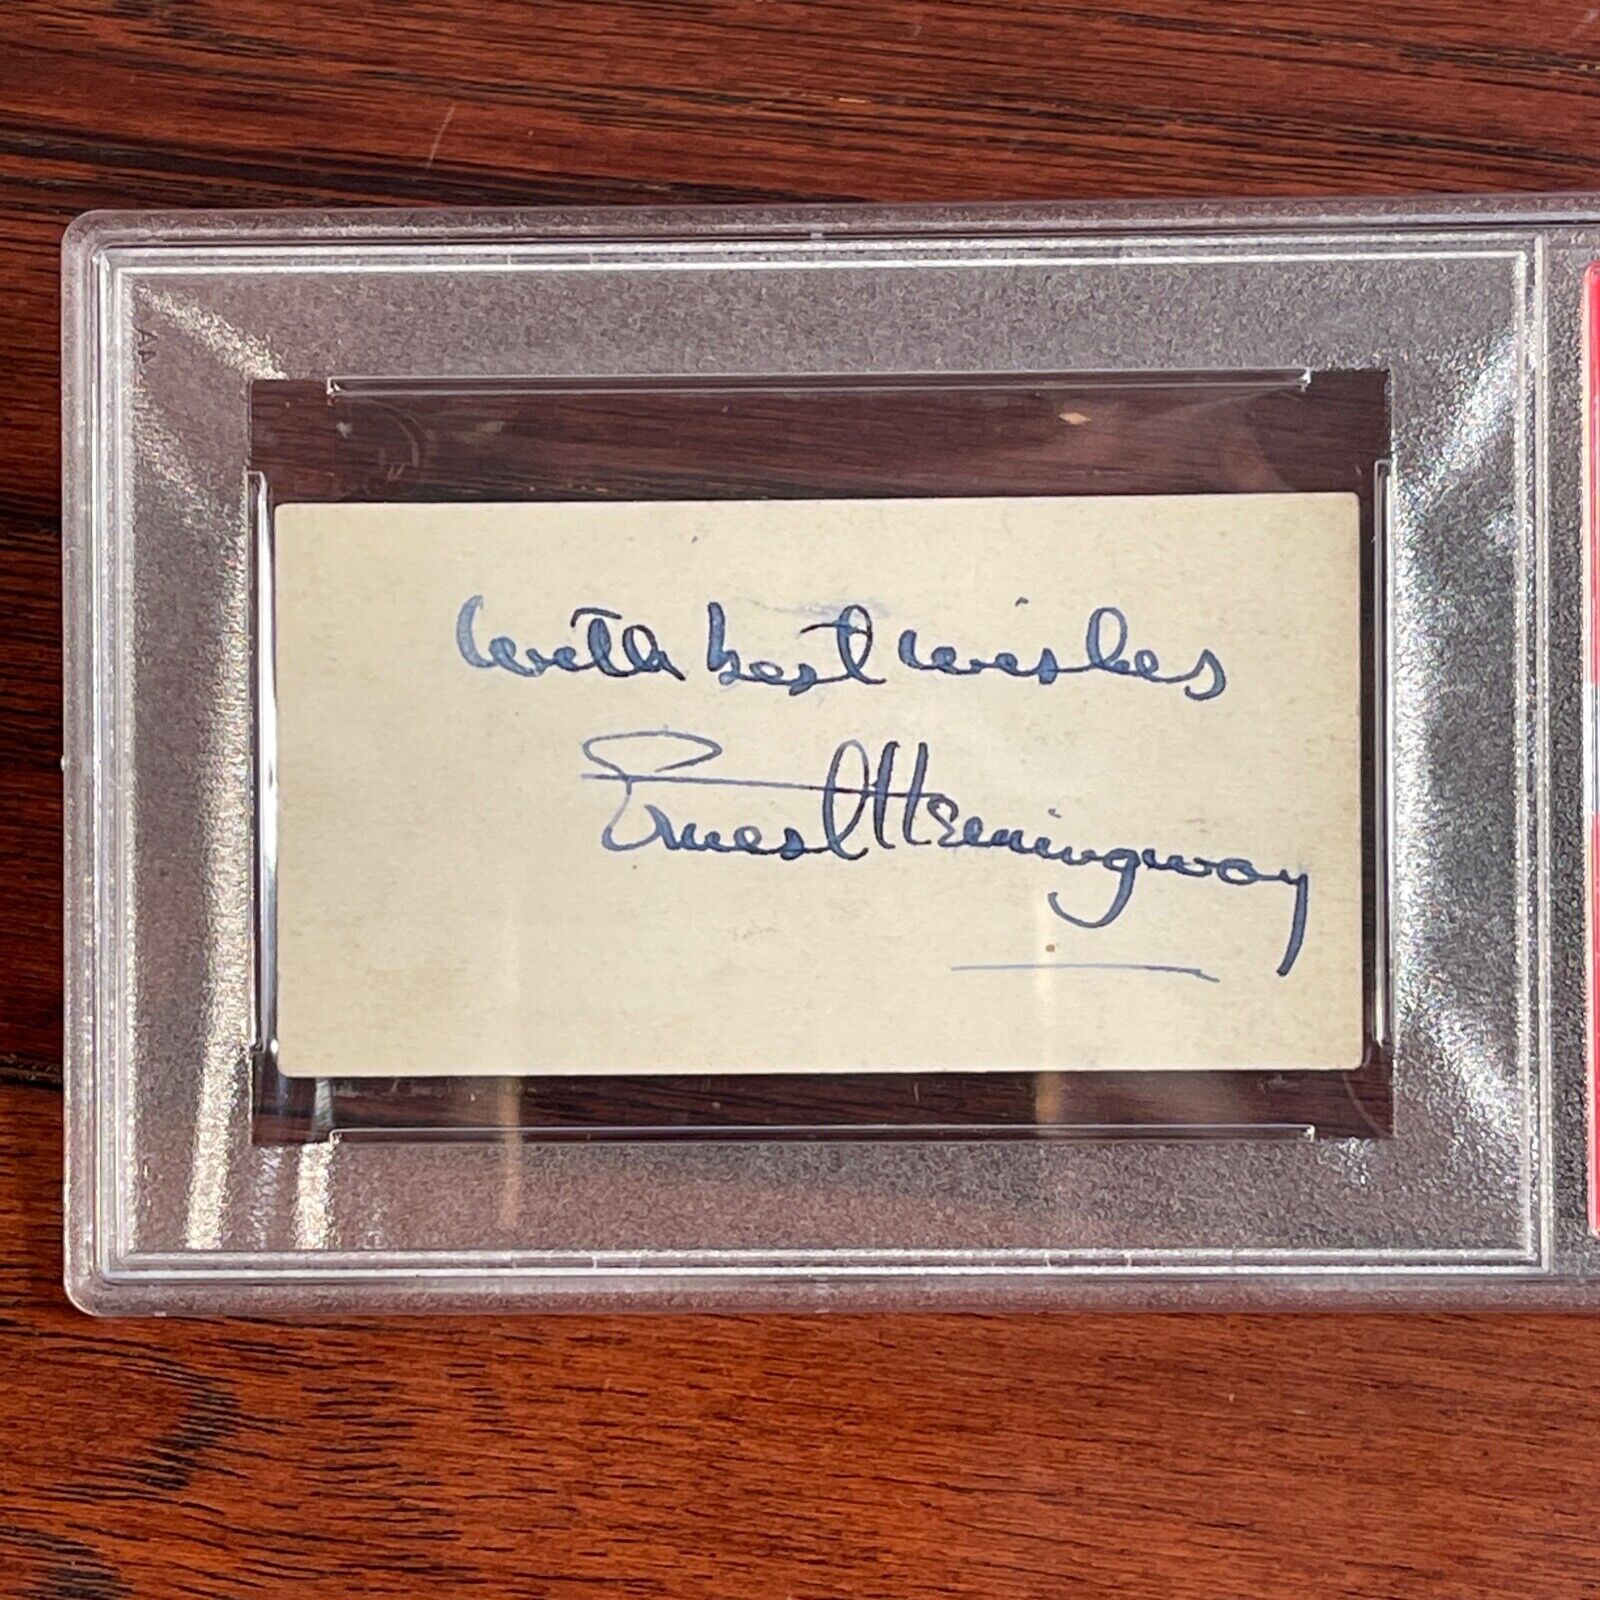 with best wishes
Ernest Hemingway